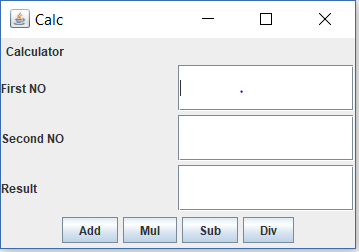 Calc
Calculator
First NO
Second NO
Result
Add Mul Sub Div